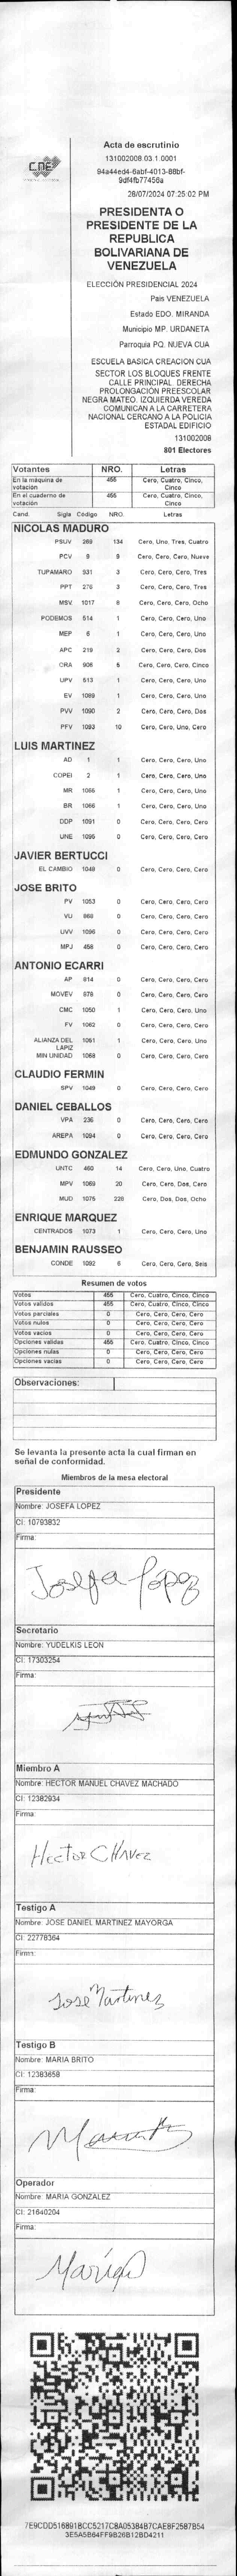 CNE
Acta de escrutinio
131002008.03.1.0001
94a44ed4-6abf-4013-88bf-
9df4fb77456a
28/07/2024 07:25:02 PM
PRESIDENTA O
PRESIDENTE DE LA
REPUBLICA
BOLIVARIANA DE
VENEZUELA
ELECCIÓN PRESIDENCIAL 2024
Pais VENEZUELA
Estado EDO. MIRANDA
Municipio MP. URDANETA
Parroquia PQ. NUEVA CUA
ESCUELA BASICA CREACION CUA
SECTOR LOS BLOQUES FRENTE
CALLE PRINCIPAL. DERECHA
PROLONGACIÓN PREESCOLAR
NEGRA MATEO. IZQUIERDA VEREDA
COMUNICAN A LA CARRETERA
NACIONAL CERCANO A LA POLICIA
ESTADAL EDIFICIO
131002008
801 Electores
Votantes NRO. Letras
En la máquina de votación 455 Cero, Cuatro, Cinco, Cinco
En el cuaderno de votación 455 Cero, Cuatro, Cinco, Cinco
Cand. Sigla Código NRO. Letras
NICOLAS MADURO
PSUV 269 134 Cero, Uno, Tres, Cuatro
PCV 9 9 Cero, Cero, Cero, Nueve
TUPAMARO 931 3 Cero, Cero, Cero, Tres
PPT 276 3 Cero, Cero, Cero, Tres
MSV 1017 8 Cero, Cero, Cero, Ocho
PODEMOS 514 1 Cero, Cero, Cero, Uno
MEP 6 1 Cero, Cero, Cero, Uno
APC 219 2 Cero, Cero, Cero, Dos
ORA 906 5 Cero, Cero, Cero, Cinco
UPV 513 1 Cero, Cero, Cero, Uno
EV 1089 1 Cero, Cero, Cero, Uno
PVV 1090 2 Cero, Cero, Cero, Dos
PFV 1093 10 Cero, Cero, Uno, Cero
LUIS MARTINEZ
AD 1 1 Cero, Cero, Cero, Uno
COPEI 2 1 Cero, Cero, Cero, Uno
MR 1065 1 Cero, Cero, Cero, Uno
BR 1066 1 Cero, Cero, Cero, Uno
DDP 1091 0 Cero, Cero, Cero, Cero
UNE 1095 0 Cero, Cero, Cero, Cero
JAVIER BERTUCCI
EL CAMBIO 1048 0 Cero, Cero, Cero, Cero
JOSE BRITO
PV 1053 0 Cero, Cero, Cero, Cero
VU 868 0 Cero, Cero, Cero, Cero
UVV 1096 0 Cero, Cero, Cero, Cero
MPJ 458 0 Cero, Cero, Cero, Cero
ANTONIO ECARRI
AP 814 0 Cero, Cero, Cero, Cero
MOVEV 978 0 Cero, Cero, Cero, Cero
CMC 1050 1 Cero, Cero, Cero, Uno
FV 1062 0 Cero, Cero, Cero, Cero
ALIANZA DEL LAPIZ 1061 1 Cero, Cero, Cero, Uno
MIN UNIDAD 1068 0 Cero, Cero, Cero, Cero
CLAUDIO FERMIN
SPV 1049 0 Cero, Cero, Cero, Cero
DANIEL CEBALLOS
VPA 236 0 Cero, Cero, Cero, Cero
AREPA 1094 0 Cero, Cero, Cero, Cero
EDMUNDO GONZALEZ
UNTC 460 14 Cero, Cero, Uno, Cuatro
MPV 1069 20 Cero, Cero, Dos, Cero
MUD 1075 228 Cero, Dos, Dos, Ocho
ENRIQUE MARQUEZ
CENTRADOS 1073 1 Cero, Cero, Cero, Uno
BENJAMIN RAUSSEO
CONDE 1092 6 Cero, Cero, Cero, Seis
Resumen de votos
Votos 455 Cero, Cuatro, Cinco, Cinco
Votos validos 455 Cero, Cuatro, Cinco, Cinco
Votos parciales 0 Cero, Cero, Cero, Cero
Votos nulos 0 Cero, Cero, Cero, Cero
Votos vacios 0 Cero, Cero, Cero, Cero
Opciones validas 455 Cero, Cuatro, Cinco, Cinco
Opciones nulas 0 Cero, Cero, Cero, Cero
Opciones vacias 0 Cero, Cero, Cero, Cero
Observaciones:
Se levanta la presente acta la cual firman en
señal de conformidad.
Miembros de la mesa electoral
Presidente
Nombre: JOSEFA LOPEZ
CI: 10793832
Firma:
Josefa López
Secretario
Nombre: YUDELKIS LEON
CI: 17303254
Firma:
Miembro A
Nombre: HECTOR MANUEL CHAVEZ MACHADO
CI: 12382934
Firma:
Hector CHAVEZ
Testigo A
Nombre: JOSE DANIEL MARTINEZ MAYORGA
CI: 22778364
Firma:
Jose Martinez
Testigo B
Nombre: MARIA BRITO
CI: 12383658
Firma:
Operador
Nombre: MARIA GONZALEZ
CI: 21640204
Firma:
7E9CDD516891BCC5217C8A05384B7CAE8F2587B54
3E5A5B64FF9B26B12BD4211